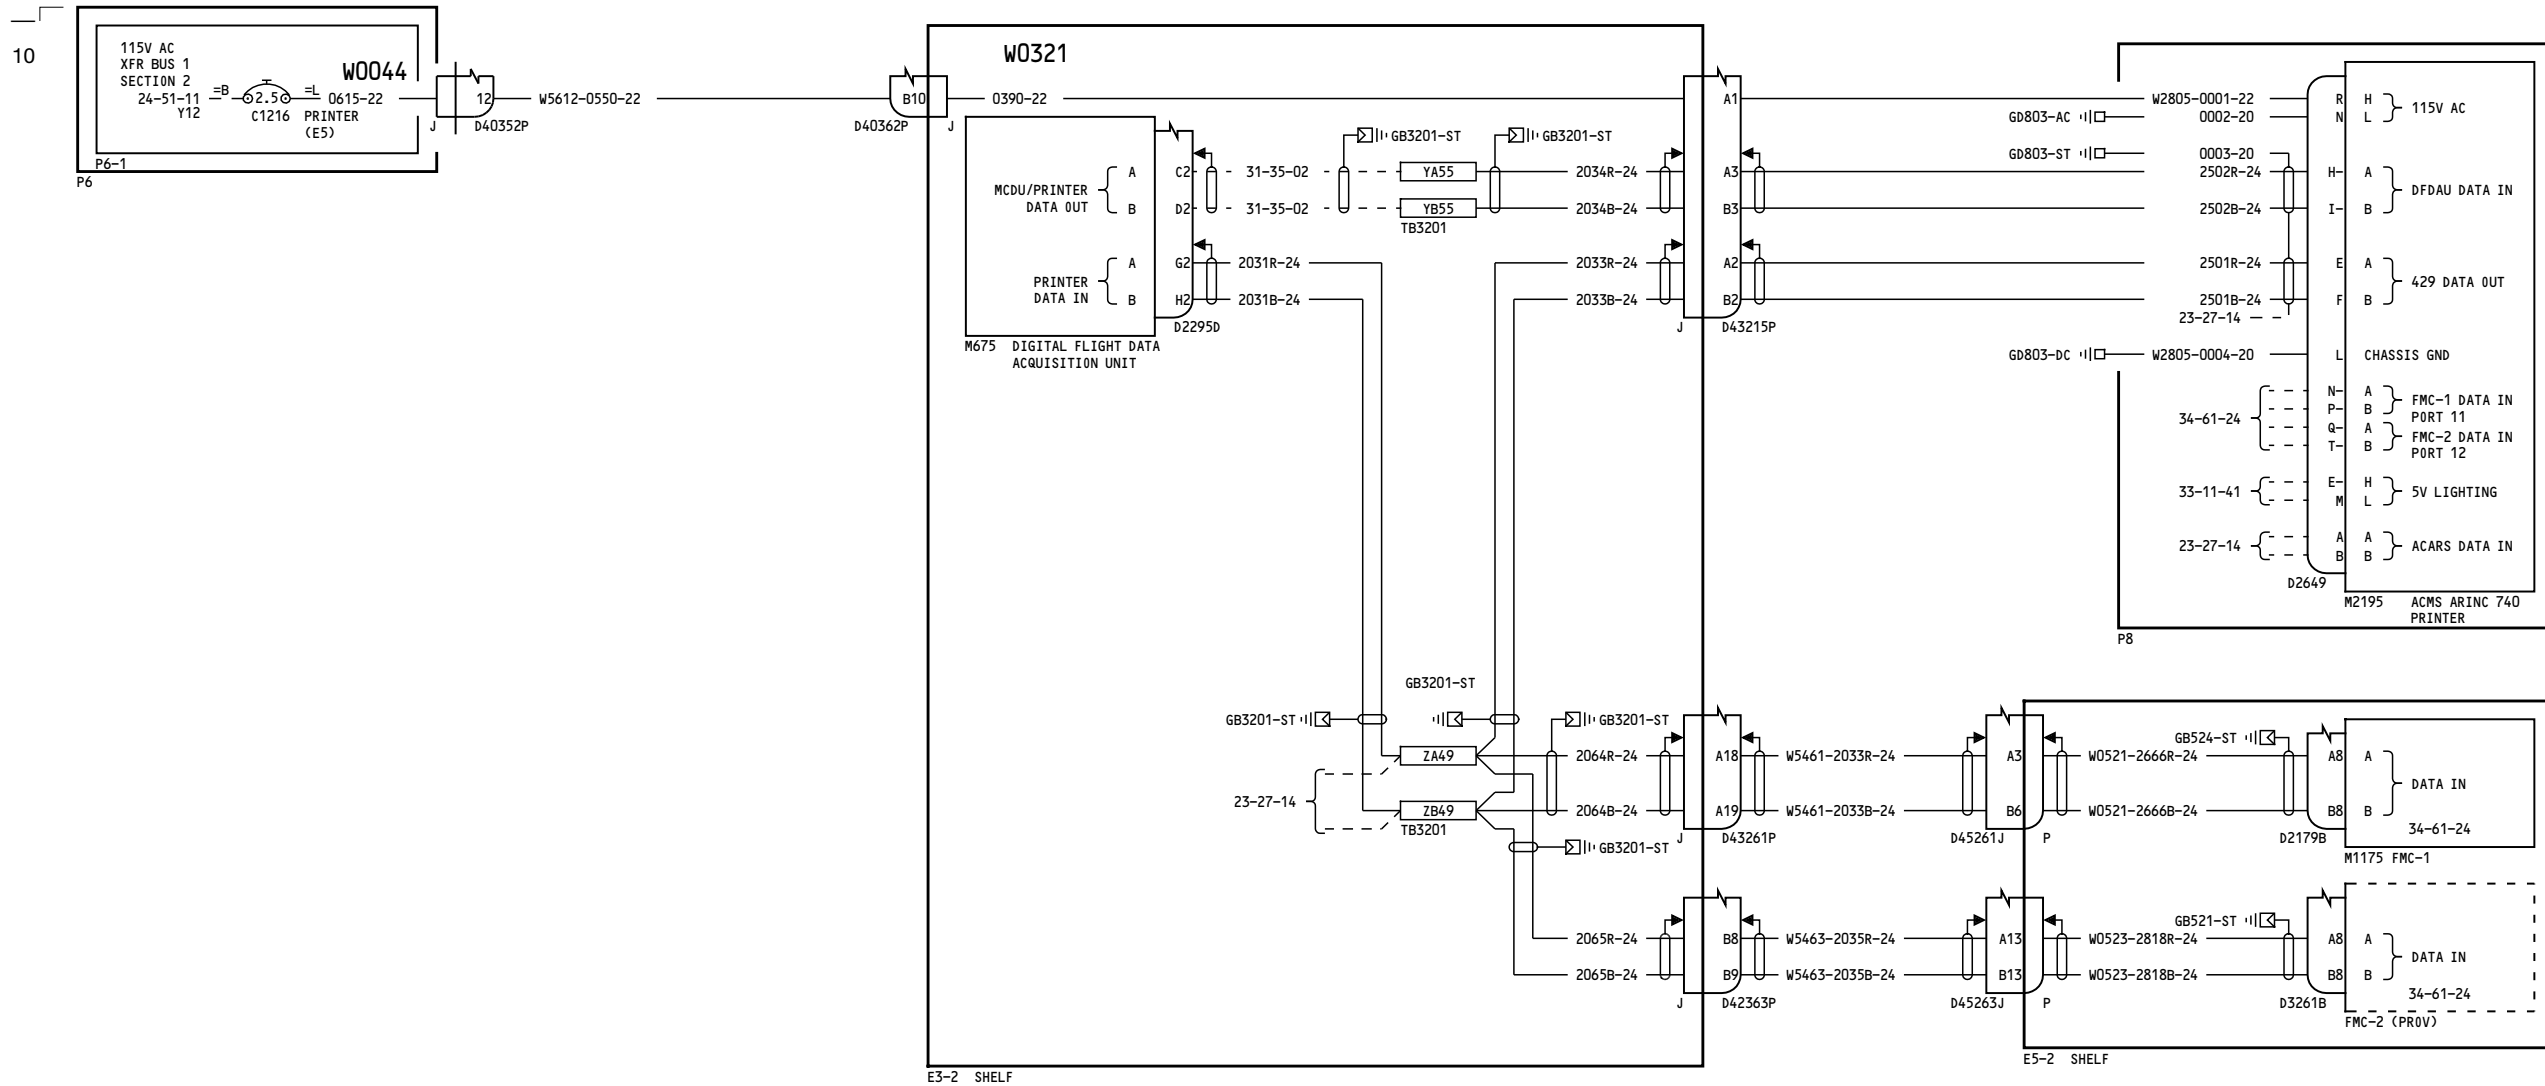 10
115V AC
XFR BUS 1
SECTION 2
24-51-11
Y12
=B
2.5
=L
C1216
W0044
0615-22
PRINTER
(E5)
P6-1
P6
J
12
D40352P
W5612-0550-22
B10
D40362P
J
W0321
0390-22
A1
W2805-0001-22
R H
115V AC
GD803-AC
0002-20
N L
GD803-ST
0003-20
GB3201-ST
GB3201-ST
MCDU/PRINTER
DATA OUT
A C2
31-35-02
YA55
2034R-24
A3
2502R-24
H- A
B D2
31-35-02
YB55
2034B-24
B3
2502B-24
I- B
DFDAU DATA IN
TB3201
PRINTER
DATA IN
A G2
2031R-24
2033R-24
A2
2501R-24
E A
B H2
2031B-24
2033B-24
B2
2501B-24
F B
429 DATA OUT
23-27-14
D2295D
J
D43215P
M675 DIGITAL FLIGHT DATA
ACQUISITION UNIT
GD803-DC
W2805-0004-20
L CHASSIS GND
34-61-24
N- A
P- B
FMC-1 DATA IN
PORT 11
Q- A
T- B
FMC-2 DATA IN
PORT 12
33-11-41
E- H
M L
5V LIGHTING
23-27-14
A A
B B
ACARS DATA IN
D2649
M2195 ACMS ARINC 740
PRINTER
P8
GB3201-ST
GB3201-ST
GB3201-ST
ZA49
2064R-24
A18
W5461-2033R-24
A3
W0521-2666R-24
GB524-ST
A8 A
23-27-14
ZB49
TB3201
2064B-24
A19
W5461-2033B-24
B6
W0521-2666B-24
B8 B
DATA IN
34-61-24
GB3201-ST
J
D43261P
D45261J
P
D2179B
M1175 FMC-1
2065R-24
B8
W5463-2035R-24
A13
W0523-2818R-24
GB521-ST
A8 A
2065B-24
B9
W5463-2035B-24
B13
W0523-2818B-24
B8 B
DATA IN
34-61-24
J
D42363P
D45263J
P
D3261B
FMC-2 (PROV)
E5-2 SHELF
E3-2 SHELF